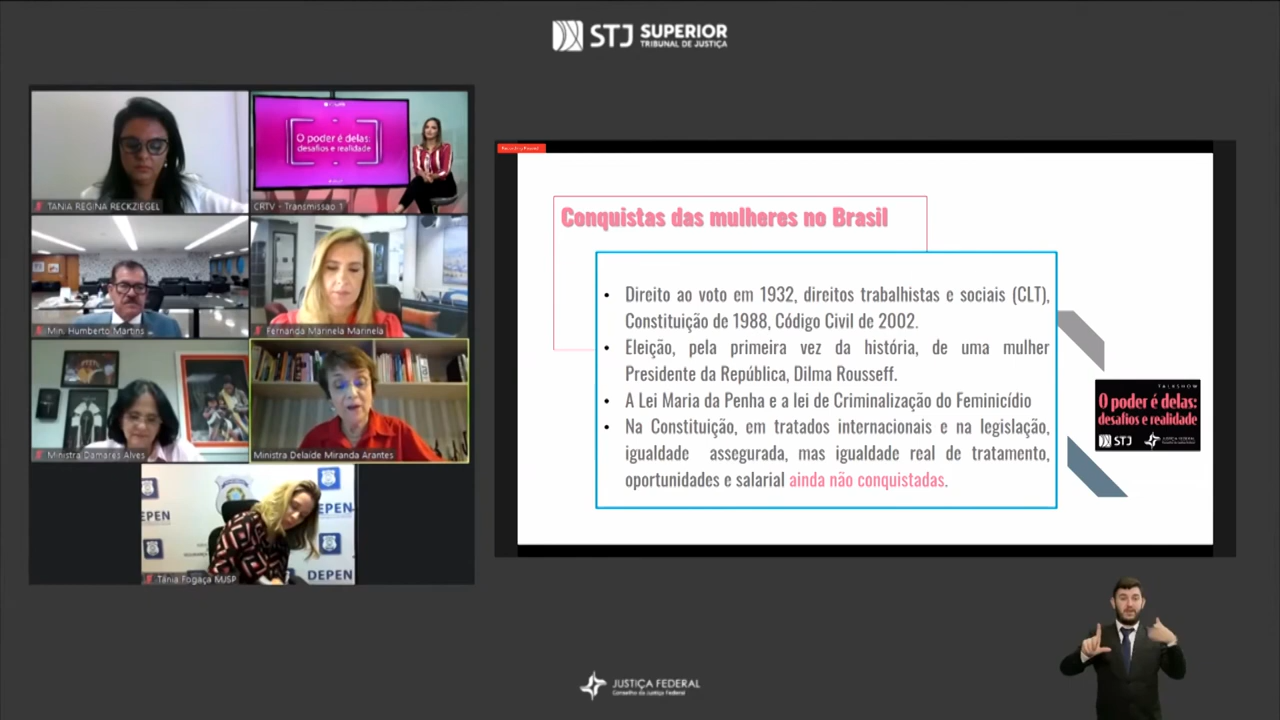 STJ SUPERIOR
TRIBUNAL DE JUSTIÇA
O poder é delas:
desafios e realidade
TANIA REGINA RECKZIEGEL
CRTV - Transmissao 1
Min. Humberto Martins
Fernanda Marinela Marinela
Ministra Damares Alves
Ministra Delaíde Miranda Arantes
DEPEN
EPEN
DEPEN
Tânia Fogaça MJSP
Conquistas das mulheres no Brasil
• Direito ao voto em 1932, direitos trabalhistas e sociais (CLT),
Constituição de 1988, Código Civil de 2002.
• Eleição, pela primeira vez da história, de uma mulher
Presidente da República, Dilma Rousseff.
• A Lei Maria da Penha e a lei de Criminalização do Feminicídio
• Na Constituição, em tratados internacionais e na legislação,
igualdade assegurada, mas igualdade real de tratamento,
oportunidades e salarial ainda não conquistadas.
TALKSHOW
O poder é delas:
desafios e realidade
STJ
JUSTIÇA FEDERAL
JUSTIÇA FEDERAL
Conselho da Justiça Federal